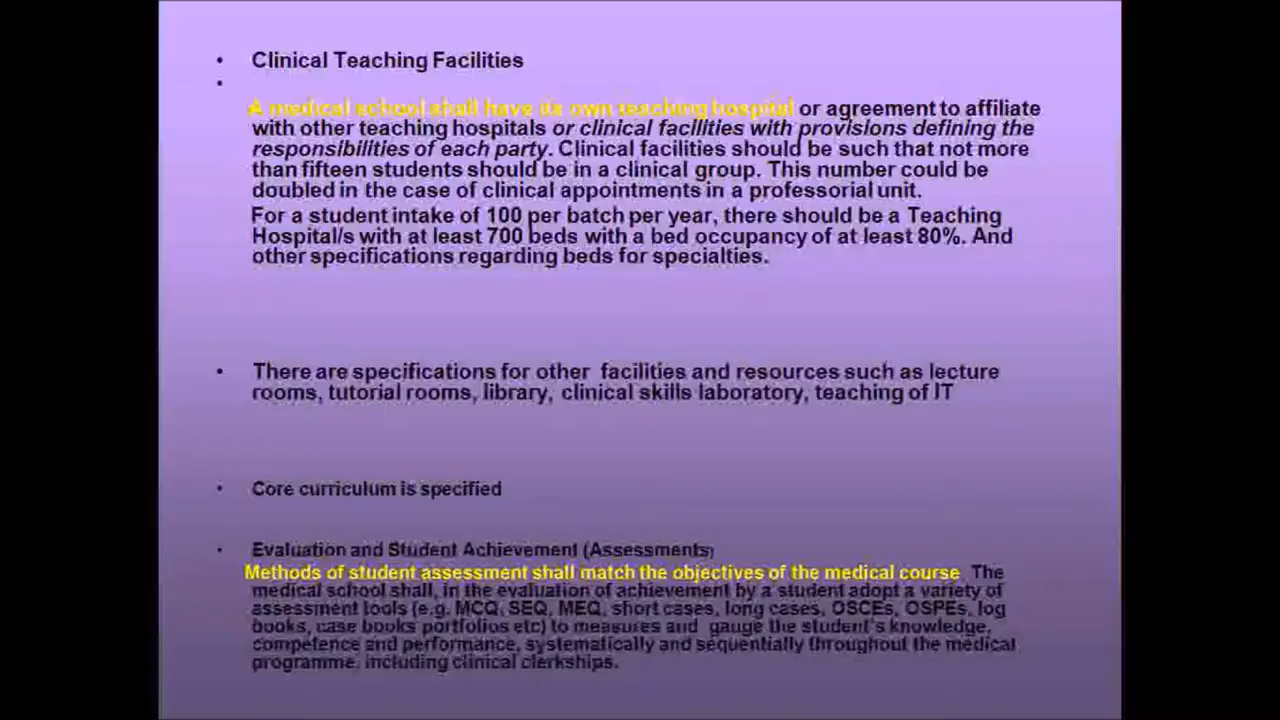 • Clinical Teaching Facilities
•
A medical school shall have its own teaching hospital or agreement to affiliate
with other teaching hospitals or clinical facilities with provisions defining the
responsibilities of each party. Clinical facilities should be such that not more
than fifteen students should be in a clinical group. This number could be
doubled in the case of clinical appointments in a professorial unit.
For a student intake of 100 per batch per year, there should be a Teaching
Hospital/s with at least 700 beds with a bed occupancy of at least 80%. And
other specifications regarding beds for specialties.
• There are specifications for other facilities and resources such as lecture
rooms, tutorial rooms, library, clinical skills laboratory, teaching of IT
• Core curriculum is specified
• Evaluation and Student Achievement (Assessments)
Methods of student assessment shall match the objectives of the medical course The
medical school shall, in the evaluation of achievement by a student adopt a variety of
assessment tools (e.g. MCQ, SEQ, MEQ, short cases, long cases, OSCEs, OSPEs, log
books, case books portfolios etc) to measures and gauge the student's knowledge,
competence and performance, systematically and sequentially throughout the medical
programme, including clinical clerkships.